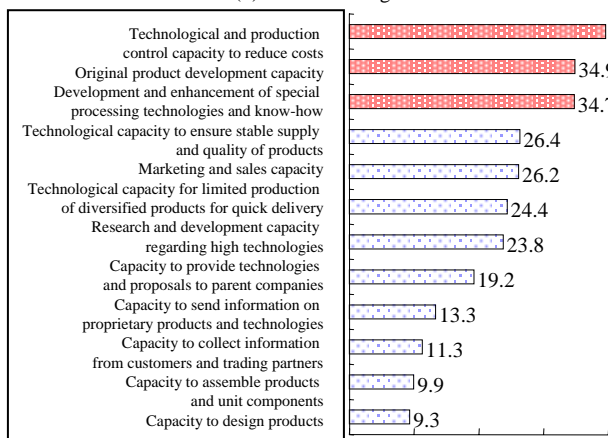 Technological and production
control capacity to reduce costs
Original product development capacity
34.9
Development and enhancement of special
processing technologies and know-how
34.7
Technological capacity to ensure stable supply
and quality of products
26.4
Marketing and sales capacity
26.2
Technological capacity for limited production
of diversified products for quick delivery
24.4
Research and development capacity
regarding high technologies
23.8
Capacity to provide technologies
and proposals to parent companies
19.2
Capacity to send information on
proprietary products and technologies
13.3
Capacity to collect information
from customers and trading partners
11.3
Capacity to assemble products
and unit components
9.9
Capacity to design products
9.3